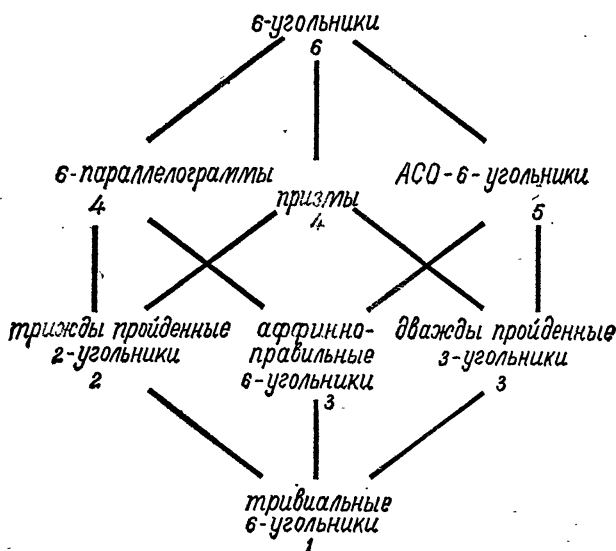 6-угольники
6
6-параллелограммы
4
призмы
4
АСО-6-угольники
5
трижды пройденные
2-угольники
2
аффинно-
правильные
6-угольники
3
дважды пройденные
3-угольники
3
тривиальные
6-угольники
1